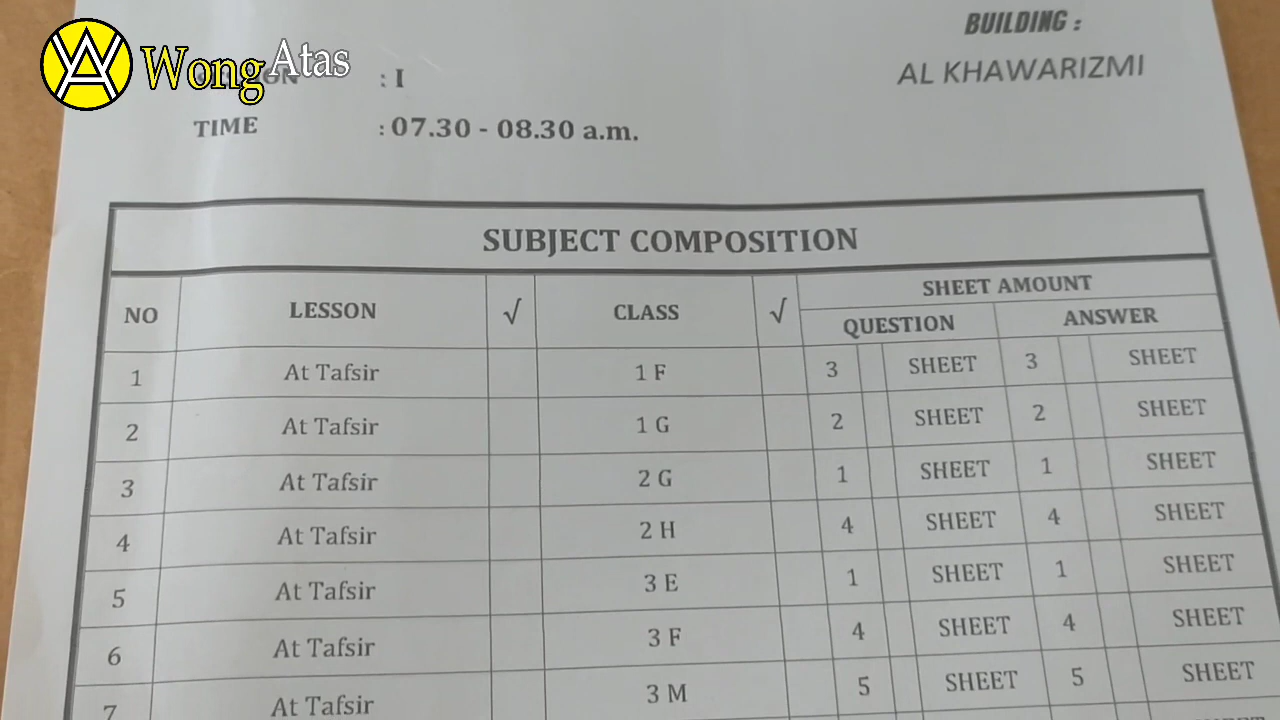 Wong Atas
BUILDING :
: I
AL KHAWARIZMI
TIME : 07.30 - 08.30 a.m.
SUBJECT COMPOSITION
NO LESSON √ CLASS √ SHEET AMOUNT
QUESTION ANSWER
1 At Tafsir 1 F 3 SHEET 3 SHEET
2 At Tafsir 1 G 2 SHEET 2 SHEET
3 At Tafsir 2 G 1 SHEET 1 SHEET
4 At Tafsir 2 H 4 SHEET 4 SHEET
5 At Tafsir 3 E 1 SHEET 1 SHEET
6 At Tafsir 3 F 4 SHEET 4 SHEET
7 At Tafsir 3 M 5 SHEET 5 SHEET